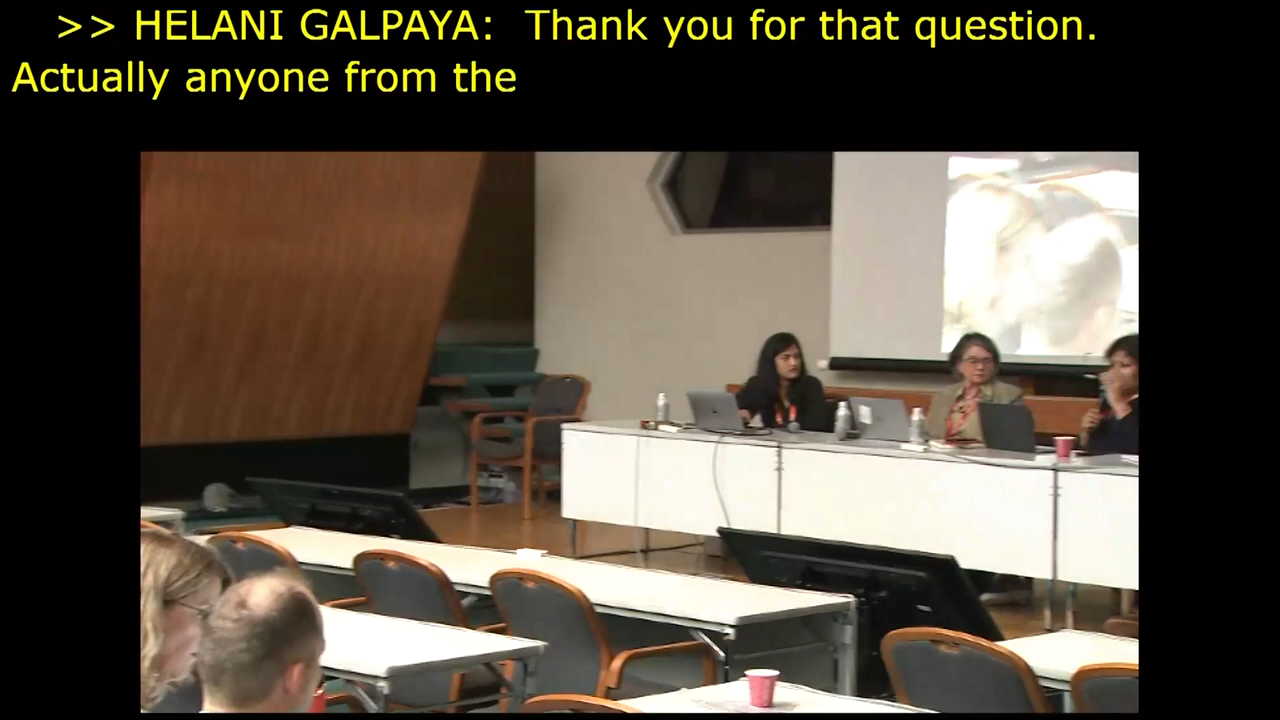 >> HELANI GALPAYA:  Thank you for that question.
Actually anyone from the